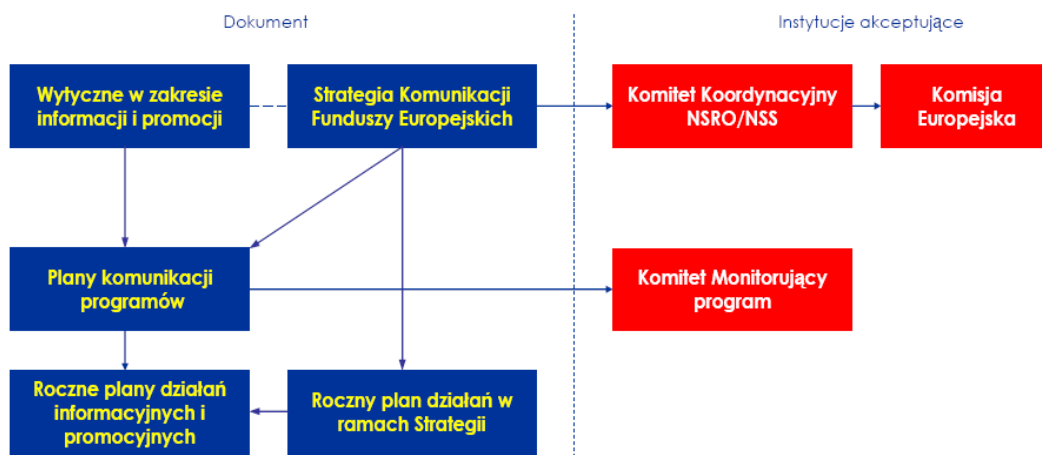 Dokument
Instytucje akceptujące
Wytyczne w zakresie
informacji i promocji
Strategia Komunikacji
Funduszy Europejskich
Komitet Koordynacyjny
NSRO/NSS
Komisja
Europejska
Plany komunikacji
programów
Komitet Monitorujący
program
Roczne plany działań
informacyjnych i
promocyjnych
Roczny plan działań w
ramach Strategii